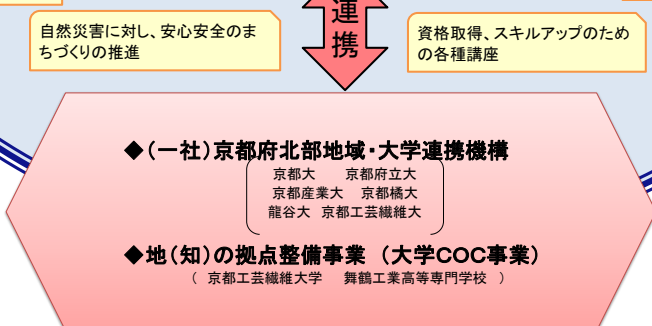 連
携
自然災害に対し、安心安全のま
ちづくりの推進
資格取得、スキルアップのため
の各種講座
◆（一社）京都府北部地域・大学連携機構
京都大　京都府立大
京都産業大　京都橘大
龍谷大　京都工芸繊維大
◆地（知）の拠点整備事業（大学COC事業）
（ 京都工芸繊維大学　舞鶴工業高等専門学校 ）